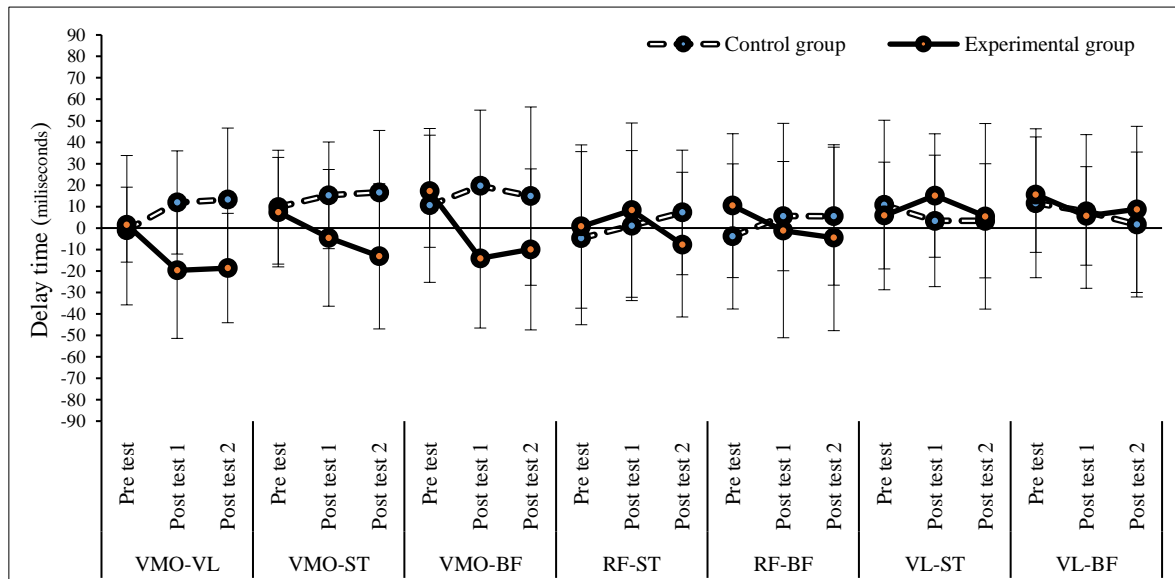 Control group
Experimental group
Delay time (miliseconds)
90
80
70
60
50
40
30
20
10
0
-10
-20
-30
-40
-50
-60
-70
-80
-90
Pre test
Post test 1
Post test 2
Pre test
Post test 1
Post test 2
Pre test
Post test 1
Post test 2
Pre test
Post test 1
Post test 2
Pre test
Post test 1
Post test 2
Pre test
Post test 1
Post test 2
Pre test
Post test 1
Post test 2
VMO-VL
VMO-ST
VMO-BF
RF-ST
RF-BF
VL-ST
VL-BF